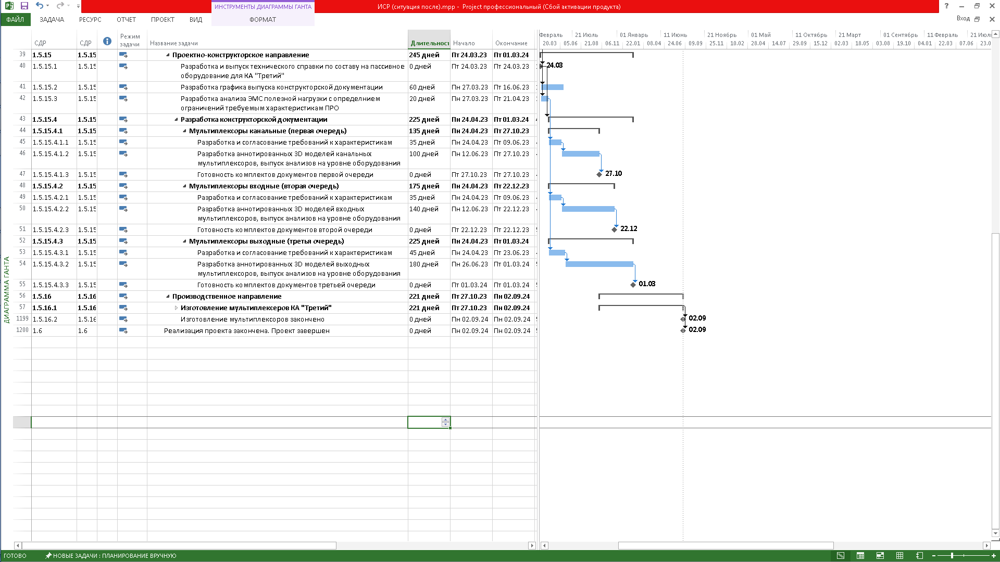 ИНСТРУМЕНТЫ ДИАГРАММЫ ГАНТА
ИСР (ситуация после).mpp - Project профессиональный (Сбой активации продукта)
ФАЙЛ ЗАДАЧА РЕСУРС ОТЧЕТ ПРОЕКТ ВИД ФОРМАТ Вход
СДР СДР Режим задачи Название задачи Длительност Начало Окончание
Февраль 21 Июль 01 Январь 11 Июнь 21 Ноябрь 01 Май 11 Октябрь 21 Март 01 Сентябрь 11 Февраль 21 Июл
20.03 05.06 21.08 06.11 22.01 08.04 24.06 09.09 25.11 10.02 28.04 14.07 29.09 15.12 02.03 18.05 03.08 19.10 04.01 22.03 07.06 23.0
39 1.5.15 1.5.15 Проектно-конструкторское направление 245 дней Пт 24.03.23 Пт 01.03.24
40 1.5.15.1 1.5.15 Разработка и выпуск технического справки по составу на пассивное 0 дней Пт 24.03.23 Пт 24.03.23 24.03
оборудование для КА "Третий"
41 1.5.15.2 1.5.15 Разработка графика выпуска конструкторской документации 60 дней Пн 27.03.23 Пт 16.06.23
42 1.5.15.3 1.5.15 Разработка анализа ЭМС полезной нагрузки с определнием 20 дней Пн 27.03.23 Пт 21.04.23
ограничений требуемым характеристикам ПРО
43 1.5.15.4 1.5.15 Разработка конструкторской документации 225 дней Пн 24.04.23 Пт 01.03.24
44 1.5.15.4.1 1.5.15 Мультиплексоры канальные (первая очередь) 135 дней Пн 24.04.23 Пт 27.10.23
45 1.5.15.4.1.1 1.5.15 Разработка и согласование требований к характеристикам 35 дней Пн 24.04.23 Пт 09.06.23
46 1.5.15.4.1.2 1.5.15 Разработка аннотированных 3D моделей канальных 100 дней Пн 12.06.23 Пт 27.10.23
мультиплексоров, выпуск анализов на уровне оборудования
47 1.5.15.4.1.3 1.5.15 Готовность комплектов документов первой очереди 0 дней Пт 27.10.23 Пт 27.10.23 27.10
48 1.5.15.4.2 1.5.15 Мультиплексоры входные (вторая очередь) 175 дней Пн 24.04.23 Пт 22.12.23
49 1.5.15.4.2.1 1.5.15 Разработка и согласование требований к характеристикам 35 дней Пн 24.04.23 Пт 09.06.23
50 1.5.15.4.2.2 1.5.15 Разработка аннотированных 3D моделей входных 140 дней Пн 12.06.23 Пт 22.12.23
мультиплексоров, выпуск анализов на уровне оборудования
51 1.5.15.4.2.3 1.5.15 Готовность комплектов документов второй очереди 0 дней Пт 22.12.23 Пт 22.12.23 22.12
52 1.5.15.4.3 1.5.15 Мультиплексоры выходные (третья очередь) 225 дней Пн 24.04.23 Пт 01.03.24
53 1.5.15.4.3.1 1.5.15 Разработка и согласование требований к характеристикам 45 дней Пн 24.04.23 Пт 23.06.23
54 1.5.15.4.3.2 1.5.15 Разработка аннотированных 3D моделей выходных 180 дней Пн 26.06.23 Пт 01.03.24
мультиплексоров, выпуск анализов на уровне оборудования
55 1.5.15.4.3.3 1.5.15 Готовность комплектов документов третьей очереди 0 дней Пт 01.03.24 Пт 01.03.24 01.03
56 1.5.16 1.5.16 Производственное направление 221 дней Пт 27.10.23 Пн 02.09.24
57 1.5.16.1 1.5.16 Изготовление мультиплексеров КА "Третий" 221 дней Пт 27.10.23 Пн 02.09.24
1199 1.5.16.2 1.5.16 Изготовление мультиплексоров закончено 0 дней Пн 02.09.24 Пн 02.09.24 02.09
1200 1.6 1.6 Реализация проекта закончена. Проект завершен 0 дней Пн 02.09.24 Пн 02.09.24 02.09
ДИАГРАММА ГАНТА
ГОТОВО НОВЫЕ ЗАДАЧИ : ПЛАНИРОВАНИЕ ВРУЧНУЮ